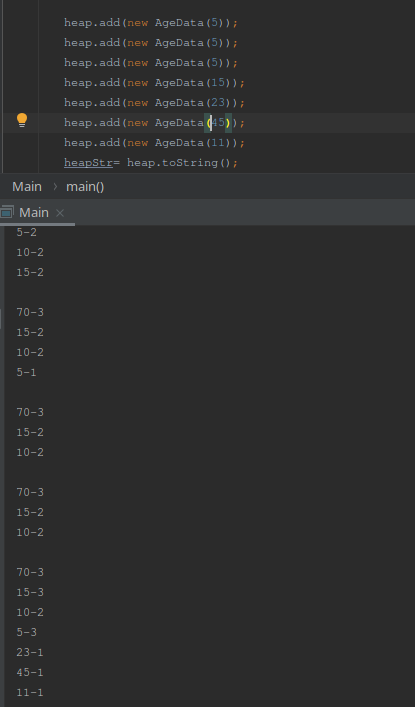 heap.add(new AgeData(5));
heap.add(new AgeData(5));
heap.add(new AgeData(5));
heap.add(new AgeData(15));
heap.add(new AgeData(23));
heap.add(new AgeData(45));
heap.add(new AgeData(11));
heapStr= heap.toString();
Main › main()
Main ×
5-2
10-2
15-2
70-3
15-2
10-2
5-1
70-3
15-2
10-2
70-3
15-2
10-2
70-3
15-3
10-2
5-3
23-1
45-1
11-1